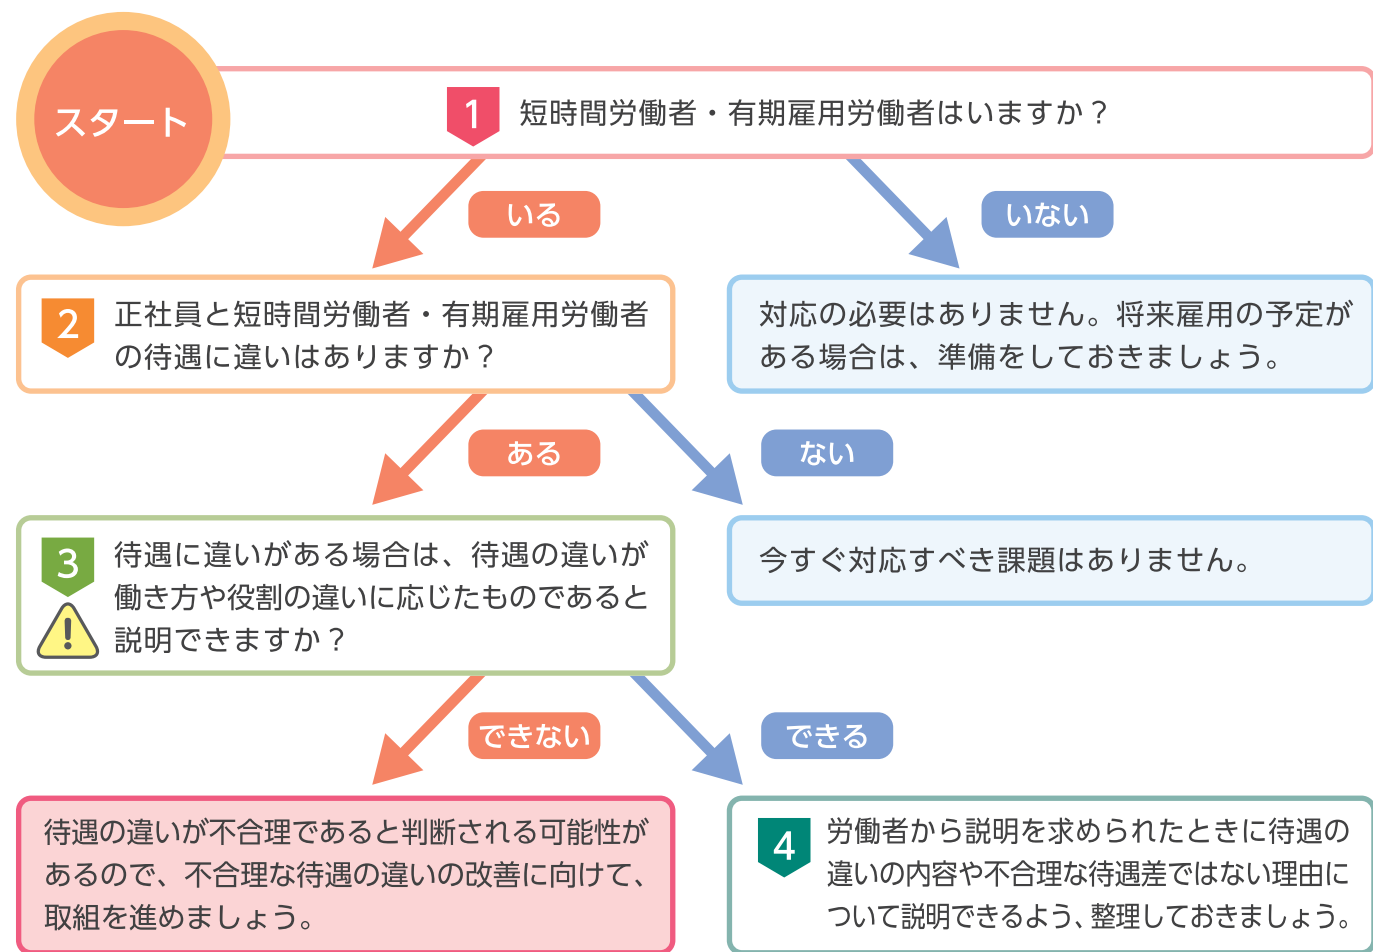 スタート
1 短時間労働者・有期雇用労働者はいますか？
いる
いない
2 正社員と短時間労働者・有期雇用労働者
の待遇に違いはありますか？
対応の必要はありません。将来雇用の予定が
ある場合は、準備をしておきましょう。
ある
ない
3 待遇に違いがある場合は、待遇の違いが
働き方や役割の違いに応じたものであると
説明できますか？
今すぐ対応すべき課題はありません。
できない
できる
待遇の違いが不合理であると判断される可能性が
あるので、不合理な待遇の違いの改善に向けて、
取組を進めましょう。
4 労働者から説明を求められたときに待遇の
違いの内容や不合理な待遇差ではない理由に
ついて説明できるよう、整理しておきましょう。